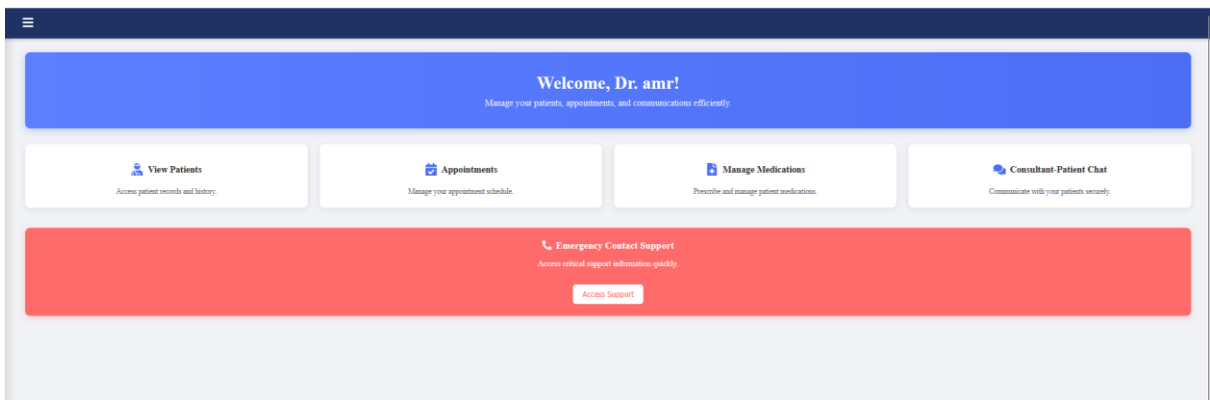 Welcome, Dr. amr!
Manage your patients, appointments, and communications efficiently.
View Patients
Access patient records and history.
Appointments
Manage your appointment schedule.
Manage Medications
Prescribe and manage patient medications.
Consultant-Patient Chat
Communicate with your patients securely.
Emergency Contact Support
Access critical support information quickly.
Access Support